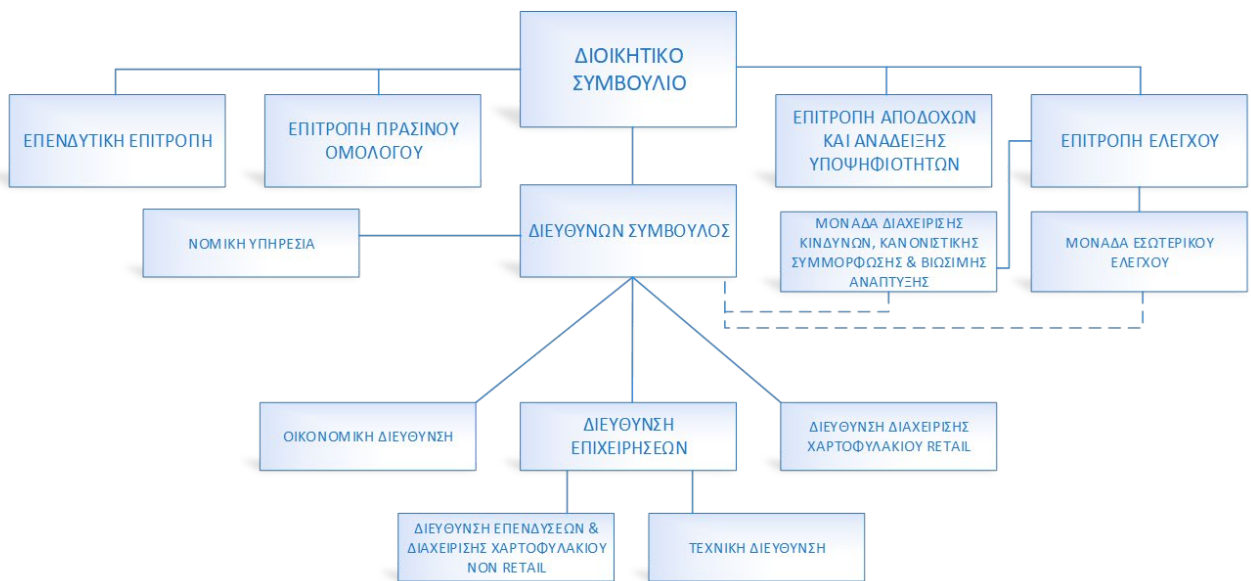 ΔΙΟΙΚΗΤΙΚΟ
ΣΥΜΒΟΥΛΙΟ
ΕΠΕΝΔΥΤΙΚΗ ΕΠΙΤΡΟΠΗ
ΕΠΙΤΡΟΠΗ ΠΡΑΣΙΝΟΥ
ΟΜΟΛΟΓΟΥ
ΕΠΙΤΡΟΠΗ ΑΠΟΔΟΧΩΝ
ΚΑΙ ΑΝΑΔΕΙΞΗΣ
ΥΠΟΨΗΦΙΟΤΗΤΩΝ
ΕΠΙΤΡΟΠΗ ΕΛΕΓΧΟΥ
ΝΟΜΙΚΗ ΥΠΗΡΕΣΙΑ
ΔΙΕΥΘΥΝΩΝ ΣΥΜΒΟΥΛΟΣ
ΜΟΝΑΔΑ ΔΙΑΧΕΙΡΙΣΗΣ
ΚΙΝΔΥΝΩΝ, ΚΑΝΟΝΙΣΤΙΚΗΣ
ΣΥΜΜΟΡΦΩΣΗΣ & ΒΙΩΣΙΜΗΣ
ΑΝΑΠΤΥΞΗΣ
ΜΟΝΑΔΑ ΕΣΩΤΕΡΙΚΟΥ
ΕΛΕΓΧΟΥ
ΟΙΚΟΝΟΜΙΚΗ ΔΙΕΥΘΥΝΣΗ
ΔΙΕΥΘΥΝΣΗ
ΕΠΙΧΕΙΡΗΣΕΩΝ
ΔΙΕΥΘΥΝΣΗ ΔΙΑΧΕΙΡΙΣΗΣ
ΧΑΡΤΟΦΥΛΑΚΙΟΥ RETAIL
ΔΙΕΥΘΥΝΣΗ ΕΠΕΝΔΥΣΕΩΝ &
ΔΙΑΧΕΙΡΙΣΗΣ ΧΑΡΤΟΦΥΛΑΚΙΟΥ
NON RETAIL
ΤΕΧΝΙΚΗ ΔΙΕΥΘΥΝΣΗ